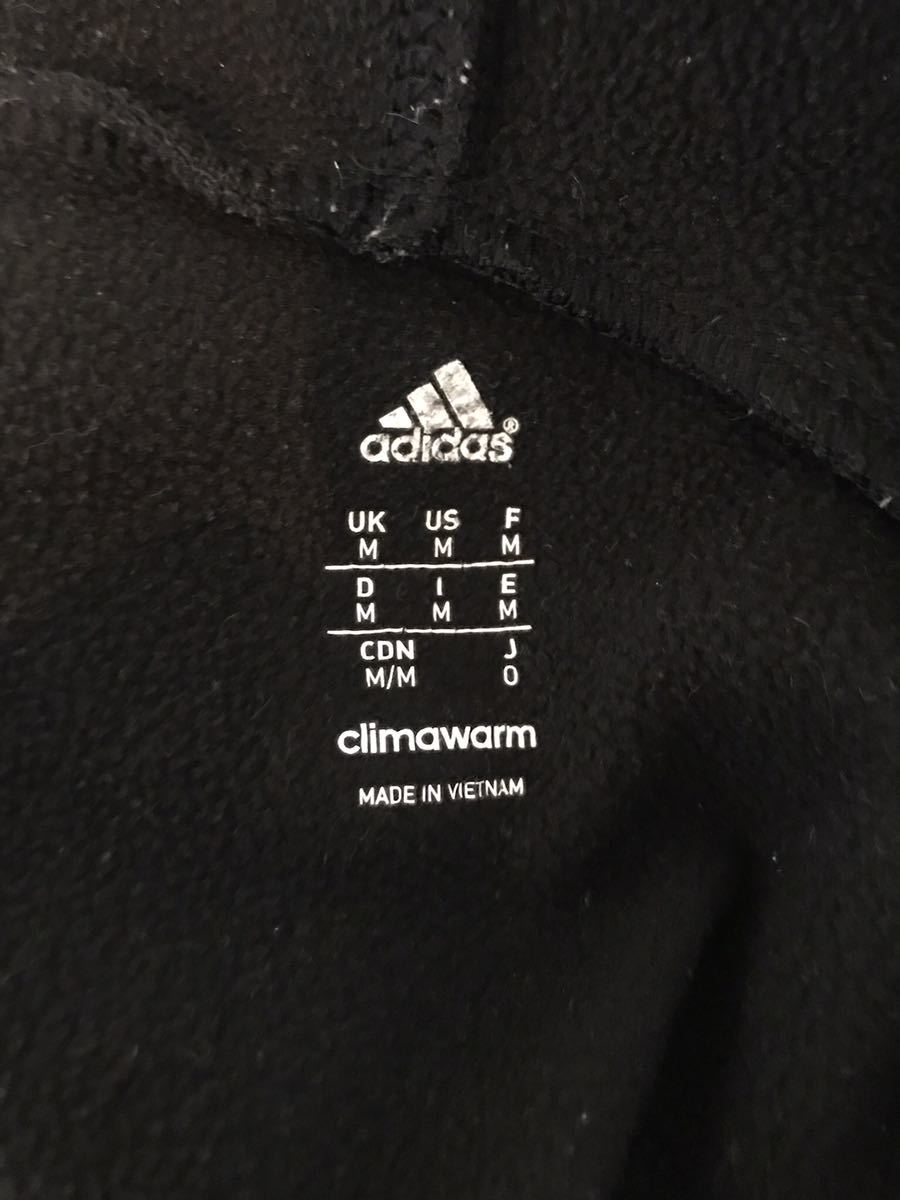 adidas®
UK US F
M M M
D I E
M M M
CDN J
M/M O
climawarm
MADE IN VIETNAM